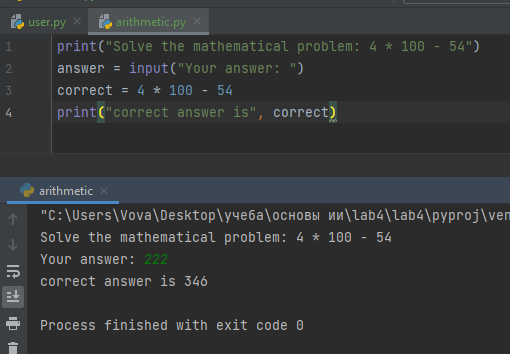 user.py
arithmetic.py
1 print("Solve the mathematical problem: 4 * 100 - 54")
2 answer = input("Your answer: ")
3 correct = 4 * 100 - 54
4 print("correct answer is", correct)
arithmetic
"C:\Users\Vova\Desktop\учеба\основы ии\lab4\lab4\pyproj\ven
Solve the mathematical problem: 4 * 100 - 54
Your answer: 222
correct answer is 346
Process finished with exit code 0